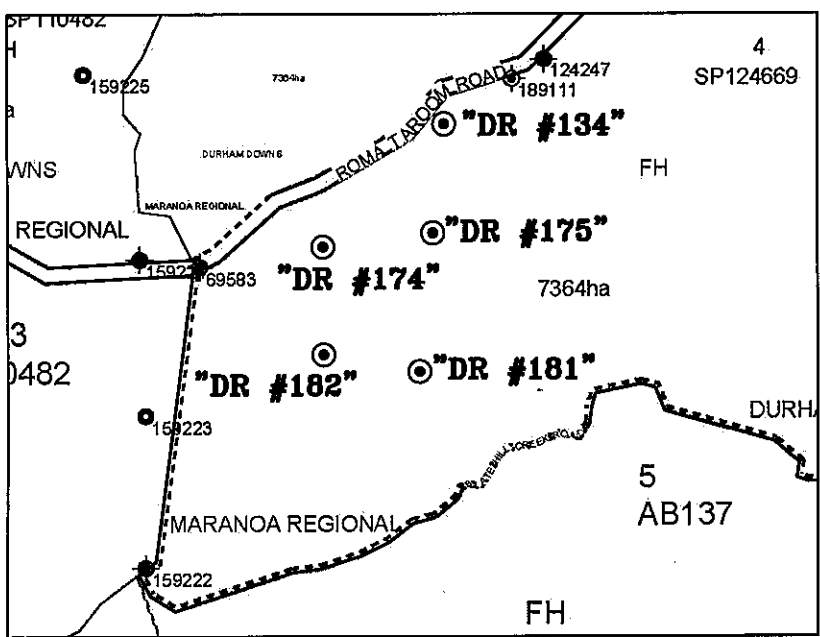 SP110482
4
SP124669
124247
189111
159225
7364ha
ROMA TAROOM ROAD
"DR #134"
DURHAM DOWNS
FH
WNS
MARANOA REGIONAL
REGIONAL
"DR #175"
69583
"DR #174"
7364ha
3
0482
"DR #182"
"DR #181"
DURHA
159223
5
AB137
MARANOA REGIONAL
159222
FH